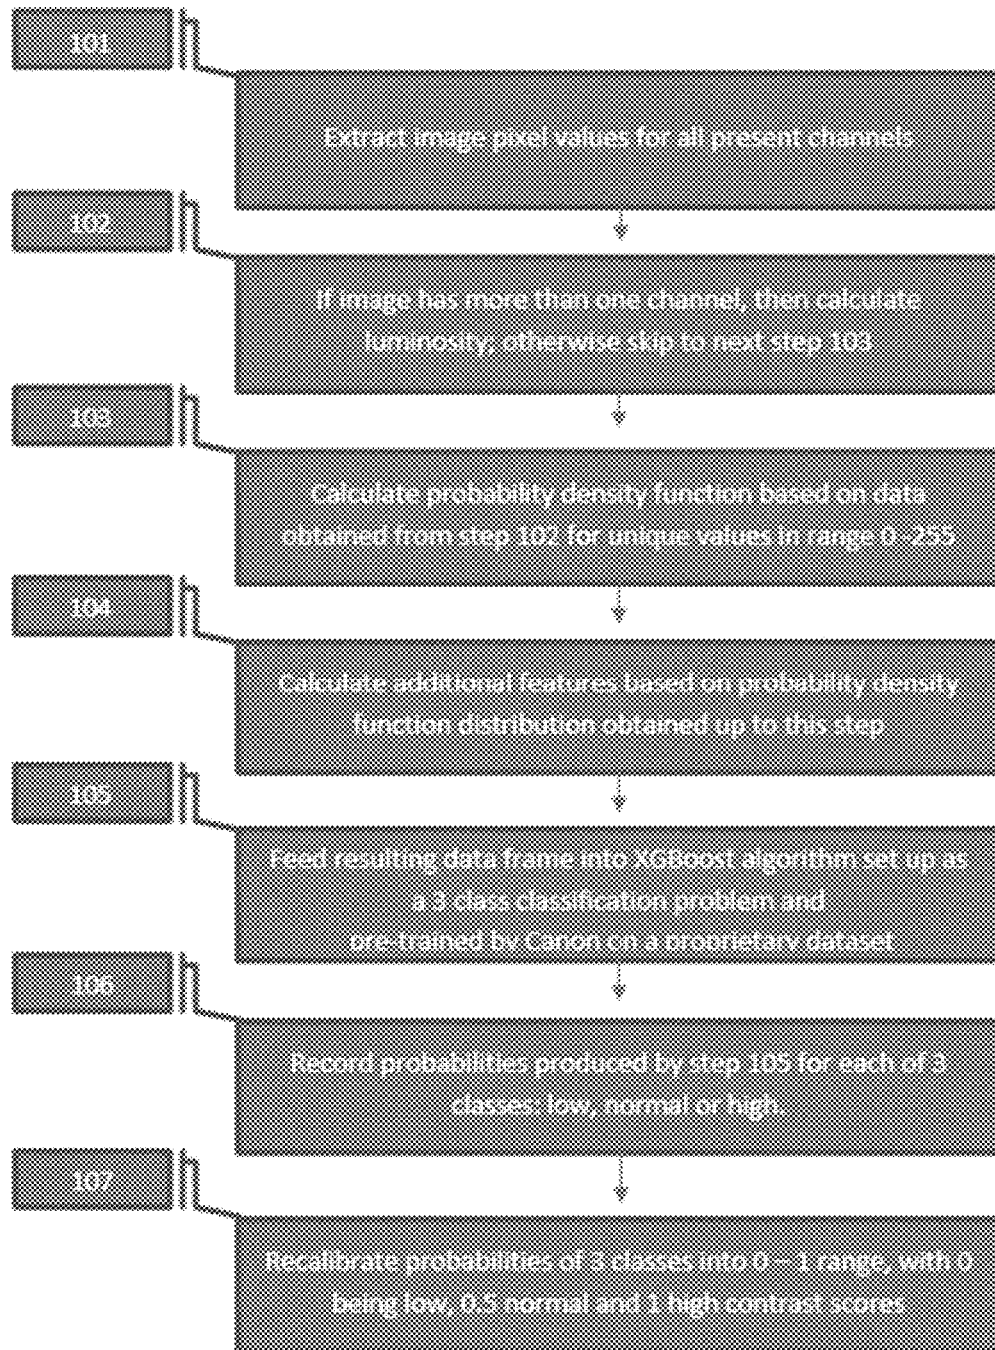 101
Extract image pixel values for all present channels
102
If image has more than one channel, then calculate
luminosity; otherwise skip to next step 103
103
Calculate probability density function based on data
obtained from step 102 for unique values in range 0 -255
104
Calculate additional features based on probability density
function distribution obtained up to this step
105
Feed resulting data frame into XGBoost algorithm set up as
a 3 class classification problem and
pre-trained by Canon on a proprietary dataset
106
Record probabilities produced by step 105 for each of 3
classes: low, normal or high.
107
Recalibrate probabilities of 3 classes into 0 – 1 range, with 0
being low, 0.5 normal and 1 high contrast scores